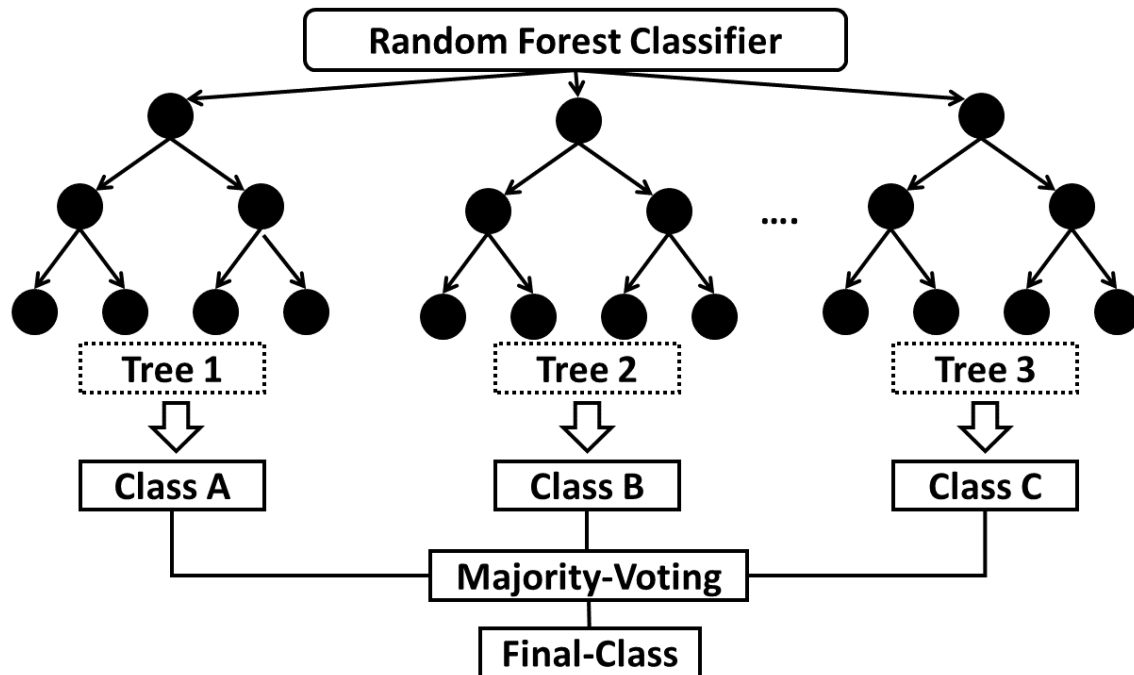 Random Forest Classifier
....
Tree 1
Tree 2
Tree 3
Class A
Class B
Class C
Majority-Voting
Final-Class